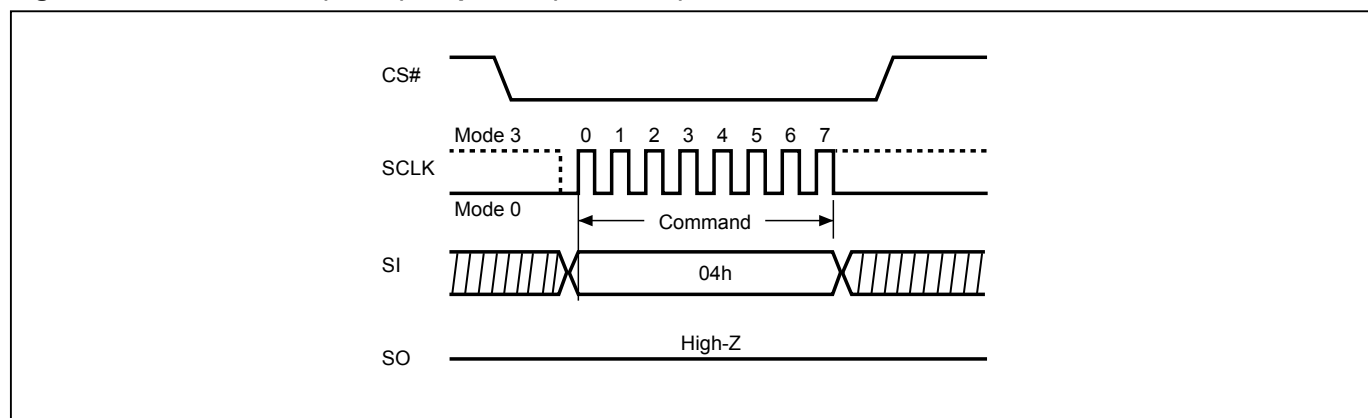 CS#
Mode 3 0 1 2 3 4 5 6 7
SCLK
Mode 0
Command
SI 04h
High-Z
SO